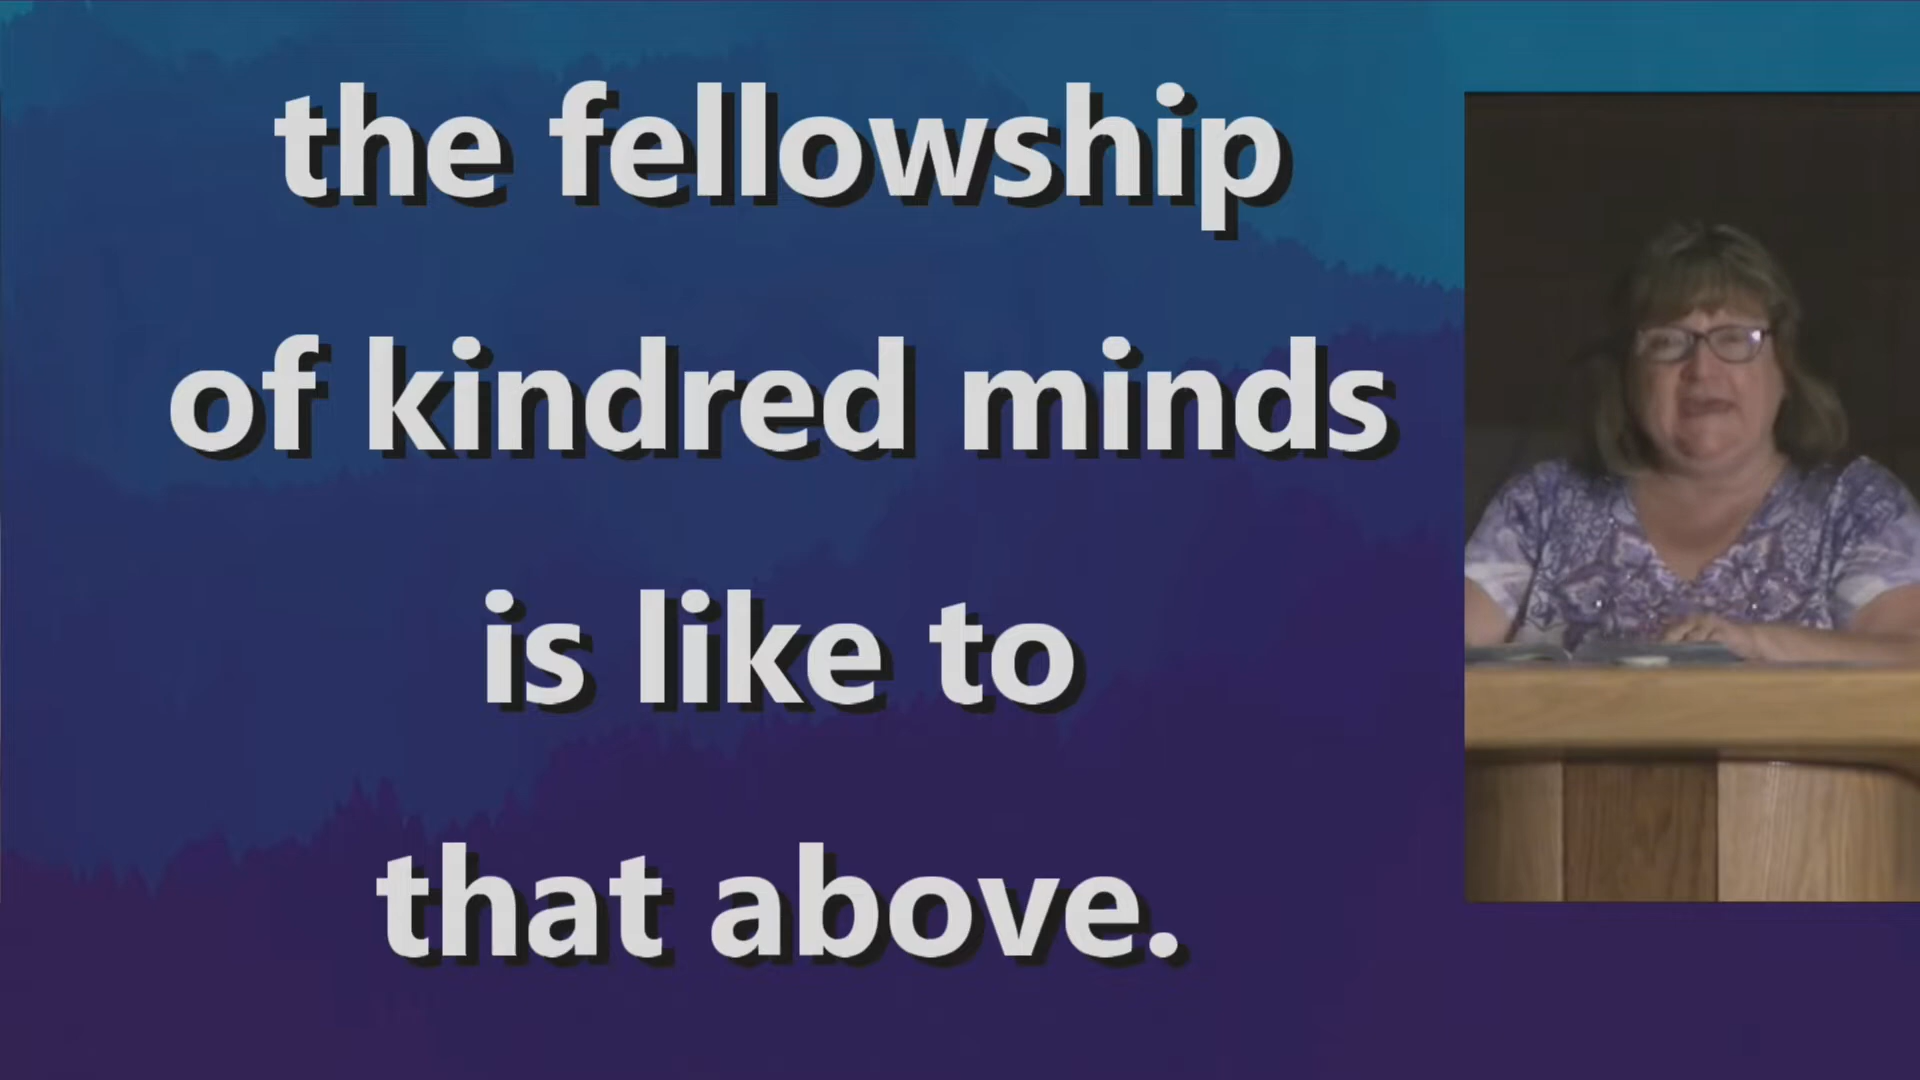 the fellowship
of kindred minds
is like to
that above.